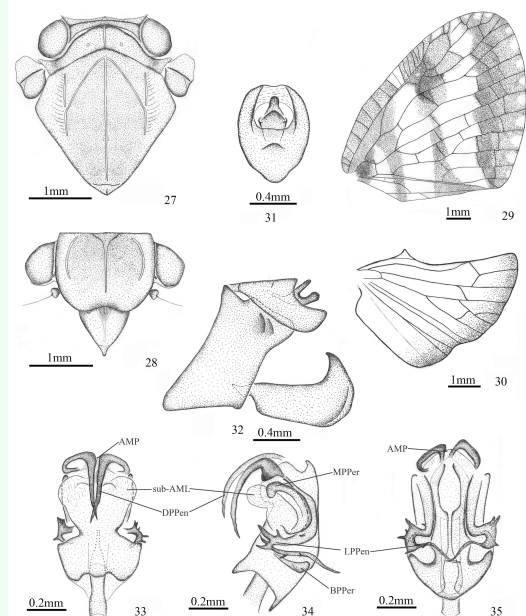 1mm
27
0.4mm
31
1mm
29
1mm
28
32
0.4mm
1mm
30
AMP
sub-AML
DPPen
0.2mm
33
MPPer
LPPen
BPPer
0.2mm
34
AMP
0.2mm
35